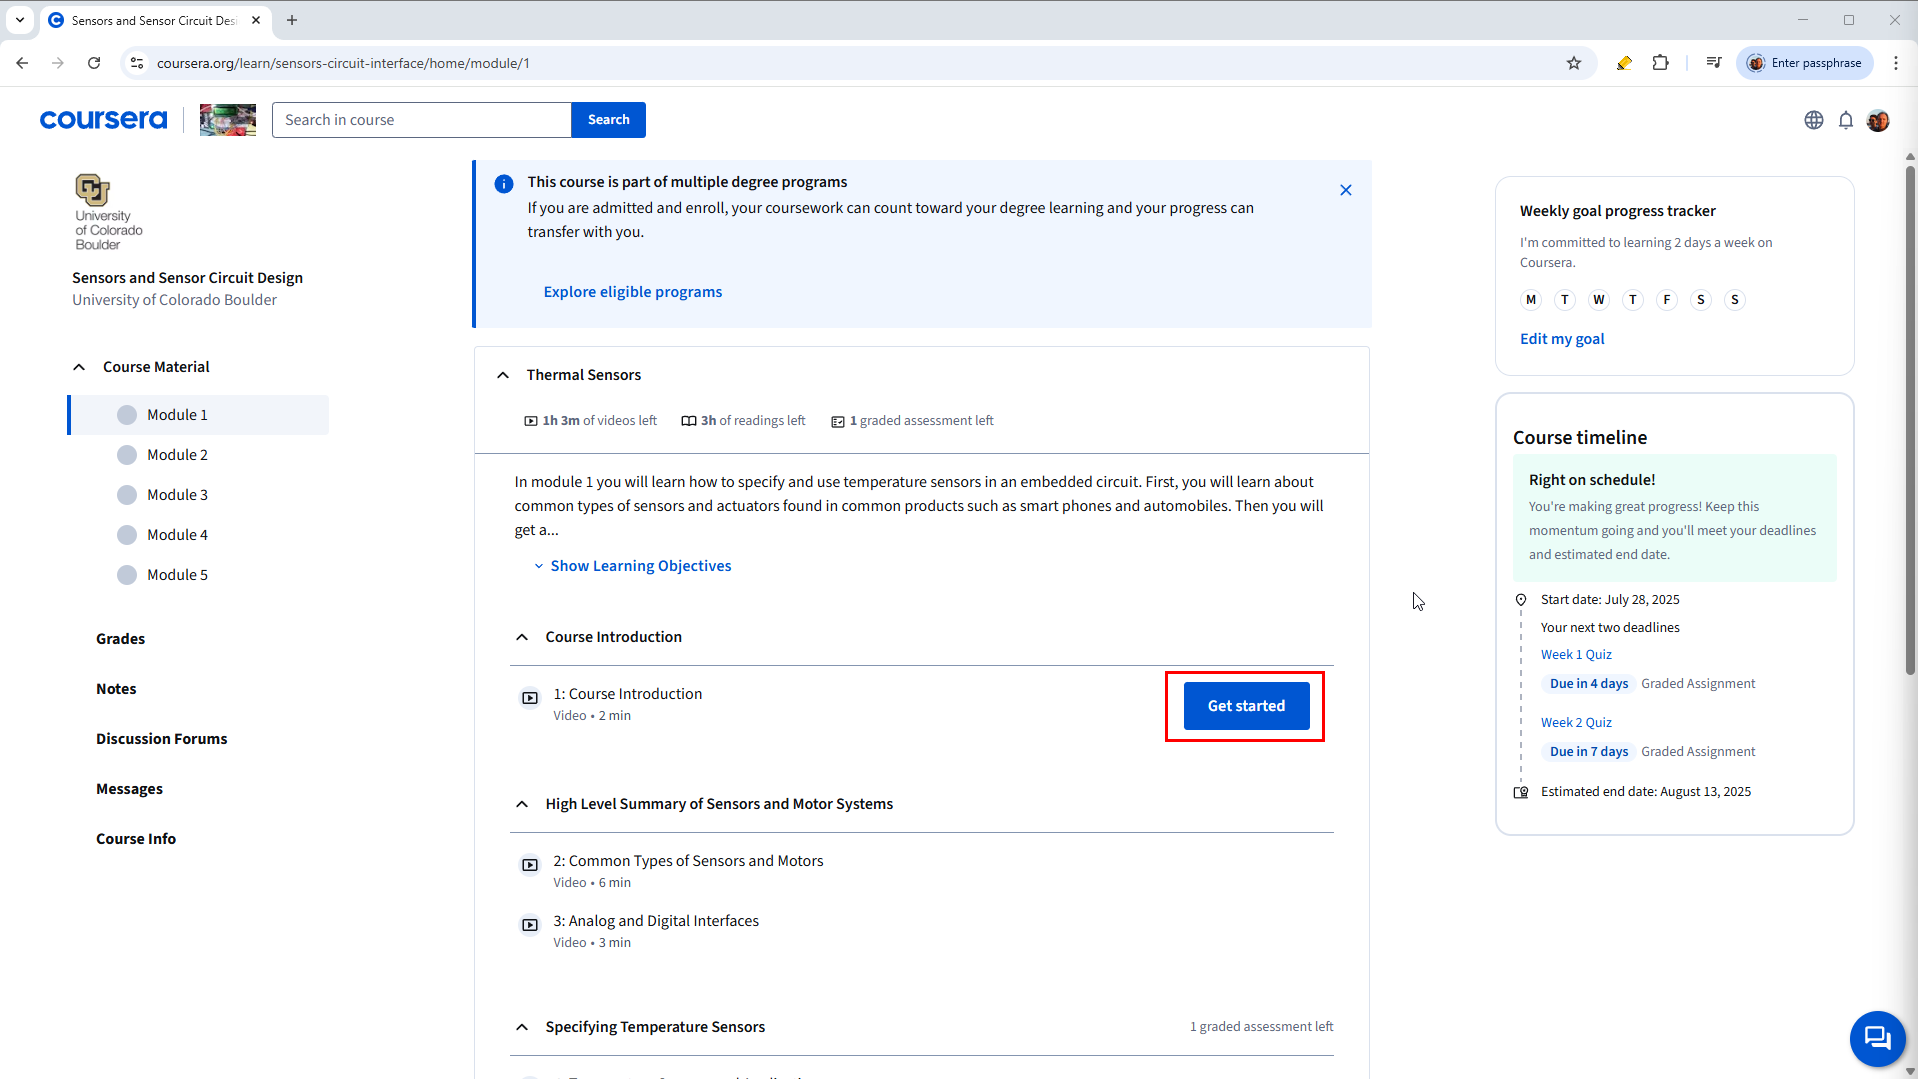 Sensors and Sensor Circuit Desi
coursera.org/learn/sensors-circuit-interface/home/module/1
Enter passphrase
coursera
Search in course
Search
University
of Colorado
Boulder
Sensors and Sensor Circuit Design
University of Colorado Boulder
Course Material
Module 1
Module 2
Module 3
Module 4
Module 5
Grades
Notes
Discussion Forums
Messages
Course Info
This course is part of multiple degree programs
If you are admitted and enroll, your coursework can count toward your degree learning and your progress can
transfer with you.
Explore eligible programs
Thermal Sensors
1h 3m of videos left
3h of readings left
1 graded assessment left
In module 1 you will learn how to specify and use temperature sensors in an embedded circuit. First, you will learn about
common types of sensors and actuators found in common products such as smart phones and automobiles. Then you will
get a...
Show Learning Objectives
Course Introduction
1: Course Introduction
Video • 2 min
Get started
High Level Summary of Sensors and Motor Systems
2: Common Types of Sensors and Motors
Video • 6 min
3: Analog and Digital Interfaces
Video • 3 min
Specifying Temperature Sensors
1 graded assessment left
Weekly goal progress tracker
I'm committed to learning 2 days a week on
Coursera.
M T W T F S S
Edit my goal
Course timeline
Right on schedule!
You're making great progress! Keep this
momentum going and you'll meet your deadlines
and estimated end date.
Start date: July 28, 2025
Your next two deadlines
Week 1 Quiz
Due in 4 days Graded Assignment
Week 2 Quiz
Due in 7 days Graded Assignment
Estimated end date: August 13, 2025